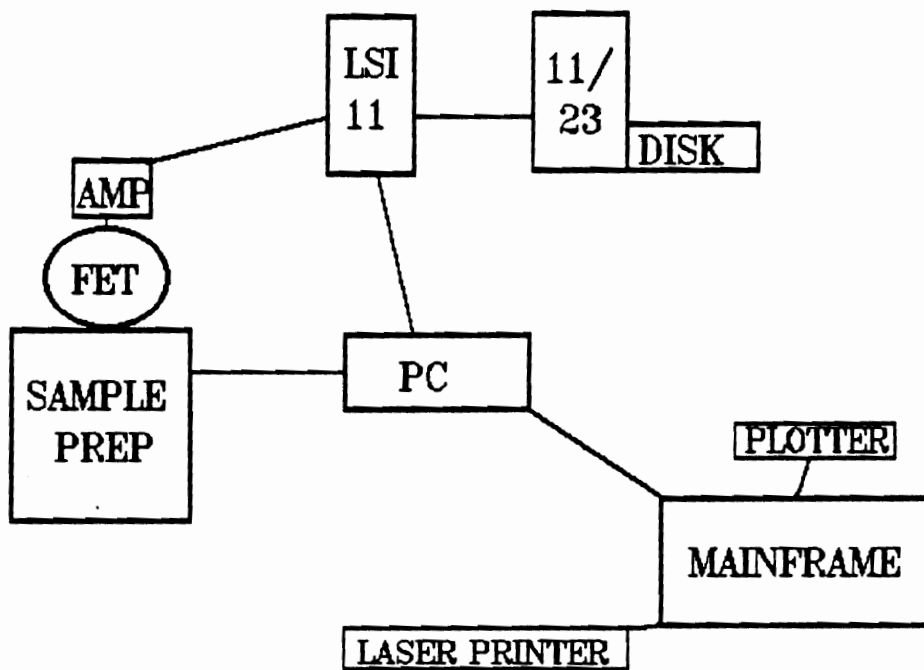 LSI
11
11/
23
DISK
AMP
FET
SAMPLE
PREP
PC
PLOTTER
MAINFRAME
LASER PRINTER